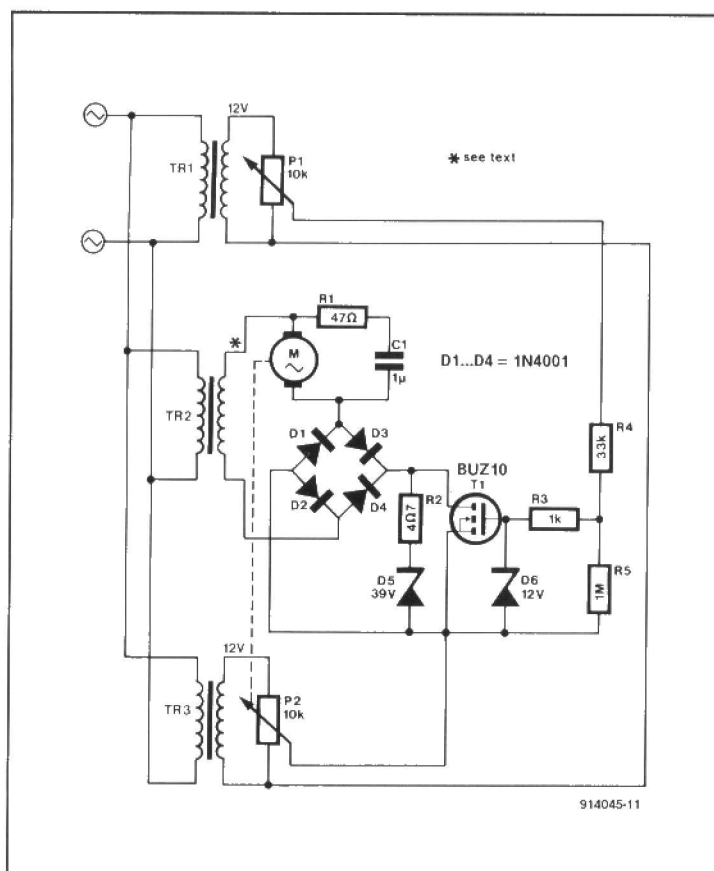 12V
TR1
P1
10k
* see text
R1
47Ω
*
M
C1
1µ
D1...D4 = 1N4001
TR2
D1
D3
D2
D4
BUZ10
T1
R2
4Ω7
R3
1k
R4
33k
R5
1M
D5
39V
D6
12V
12V
TR3
P2
10k
914045-11